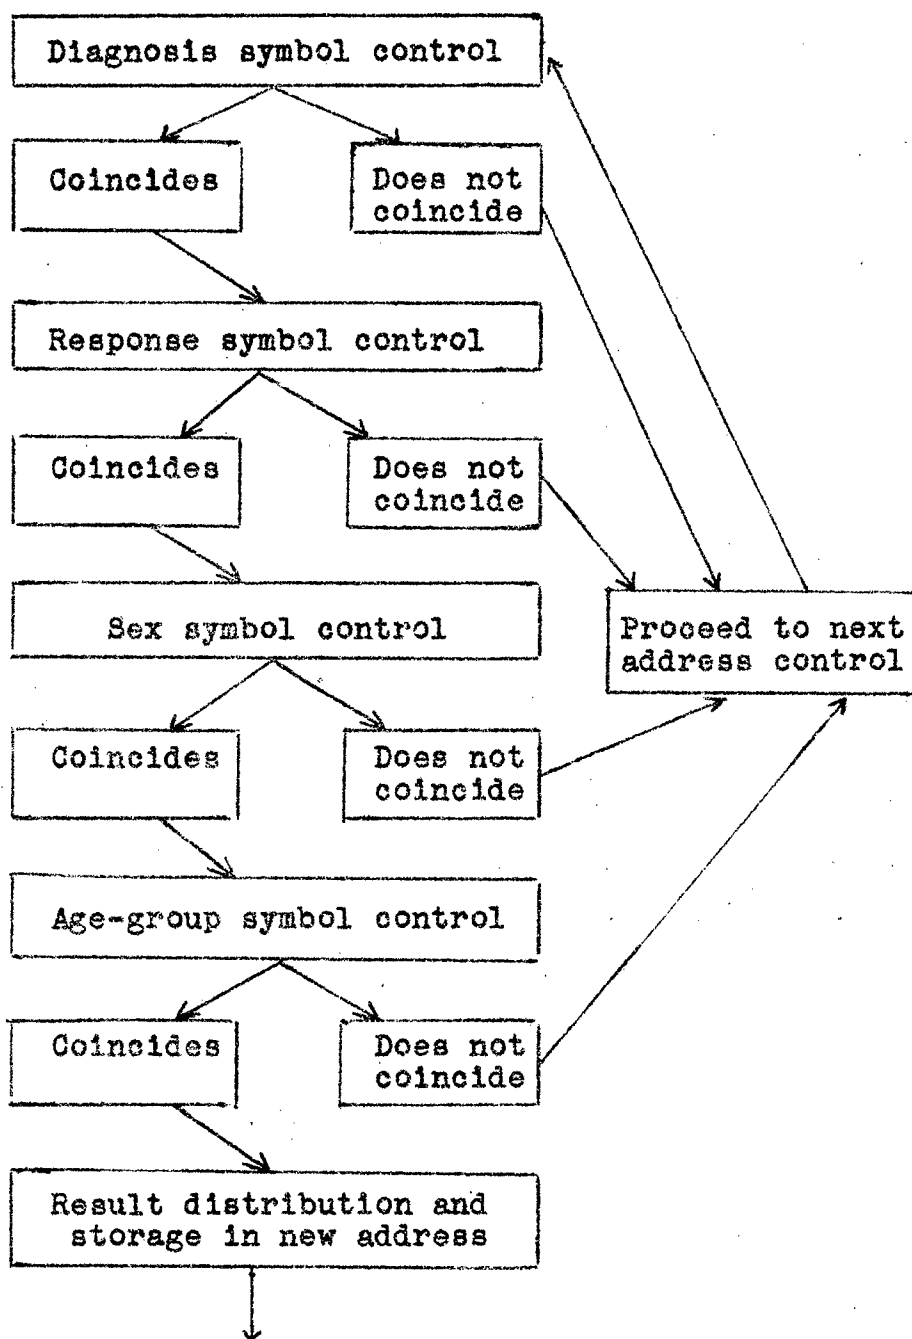 Diagnosis symbol control
Coincides
Does not
coincide
Response symbol control
Coincides
Does not
coincide
Sex symbol control
Proceed to next
address control
Coincides
Does not
coincide
Age-group symbol control
Coincides
Does not
coincide
Result distribution and
storage in new address